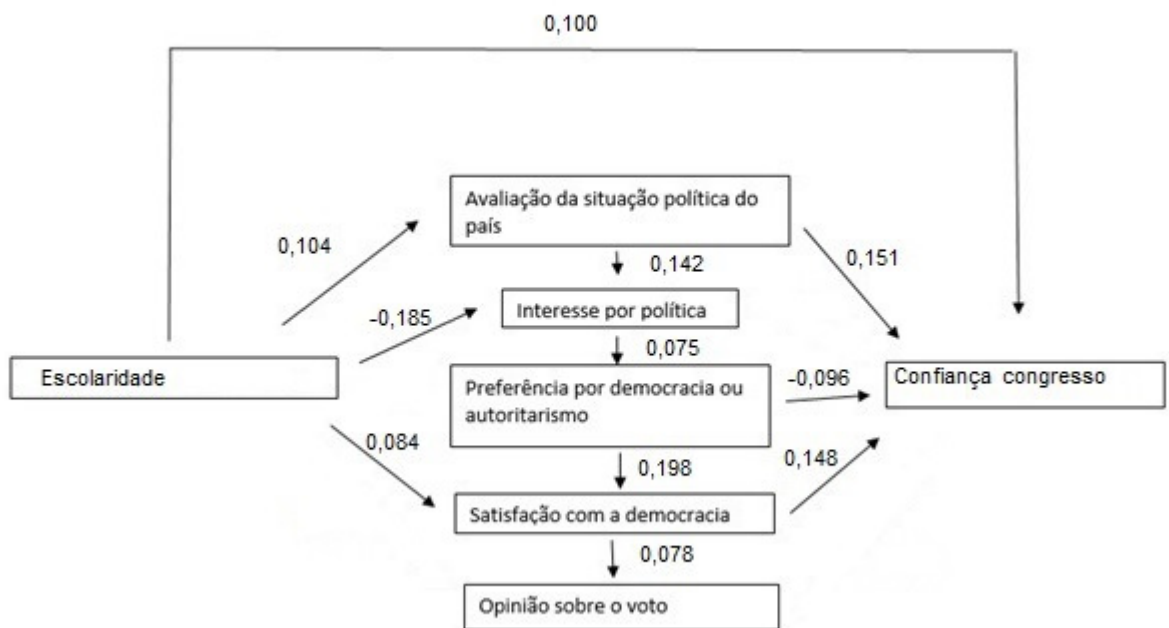 0,100
Avaliação da situação política do
país
0,104
0,142
0,151
-0,185
Interesse por política
0,075
Escolaridade
Preferência por democracia ou
autoritarismo
-0,096
Confiança congresso
0,084
0,198
0,148
Satisfação com a democracia
0,078
Opinião sobre o voto